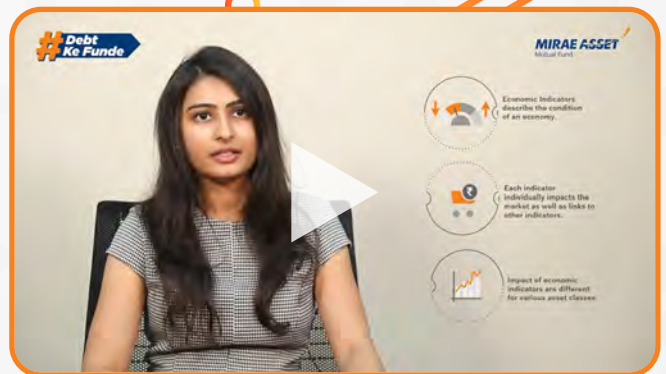 # Debt
Ke Funde
MIRAE ASSET
Mutual Fund
Economic Indicators
describe the condition
of an economy.
Each indicator
individually impacts the
market as well as links to
other indicators.
Impact of economic
indicators are different
for various asset classes